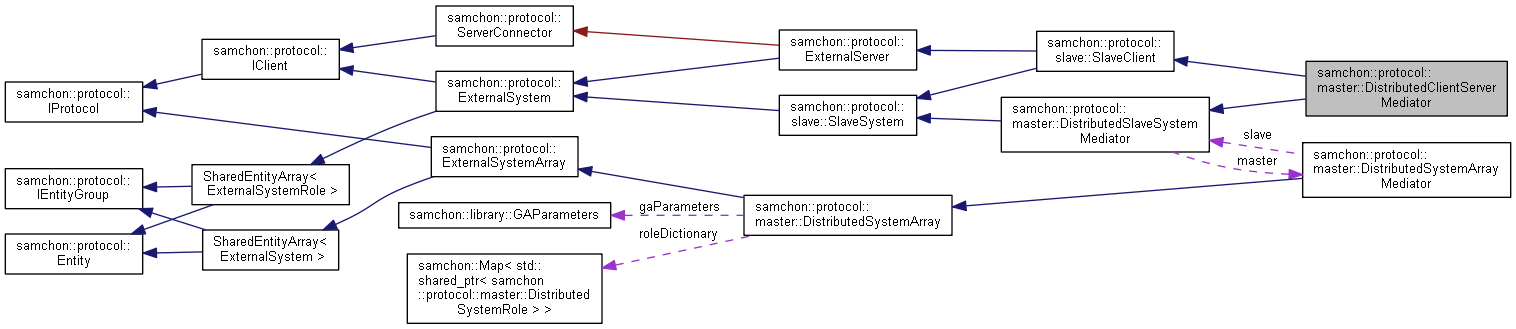 samchon::protocol::
IProtocol
samchon::protocol::
IEntityGroup
samchon::protocol::
Entity
samchon::protocol::
IClient
SharedEntityArray<
ExternalSystemRole >
SharedEntityArray<
ExternalSystem >
samchon::protocol::
ServerConnector
samchon::protocol::
ExternalSystem
samchon::protocol::
ExternalSystemArray
samchon::library::GAParameters
samchon::Map< std::
shared_ptr< samchon
::protocol::master::Distributed
SystemRole > >
gaParameters
roleDictionary
samchon::protocol::
ExternalServer
samchon::protocol::
slave::SlaveSystem
samchon::protocol::
master::DistributedSystemArray
samchon::protocol::
slave::SlaveClient
samchon::protocol::
master::DistributedSlaveSystem
Mediator
slave
master
samchon::protocol::
master::DistributedClientServer
Mediator
samchon::protocol::
master::DistributedSystemArray
Mediator